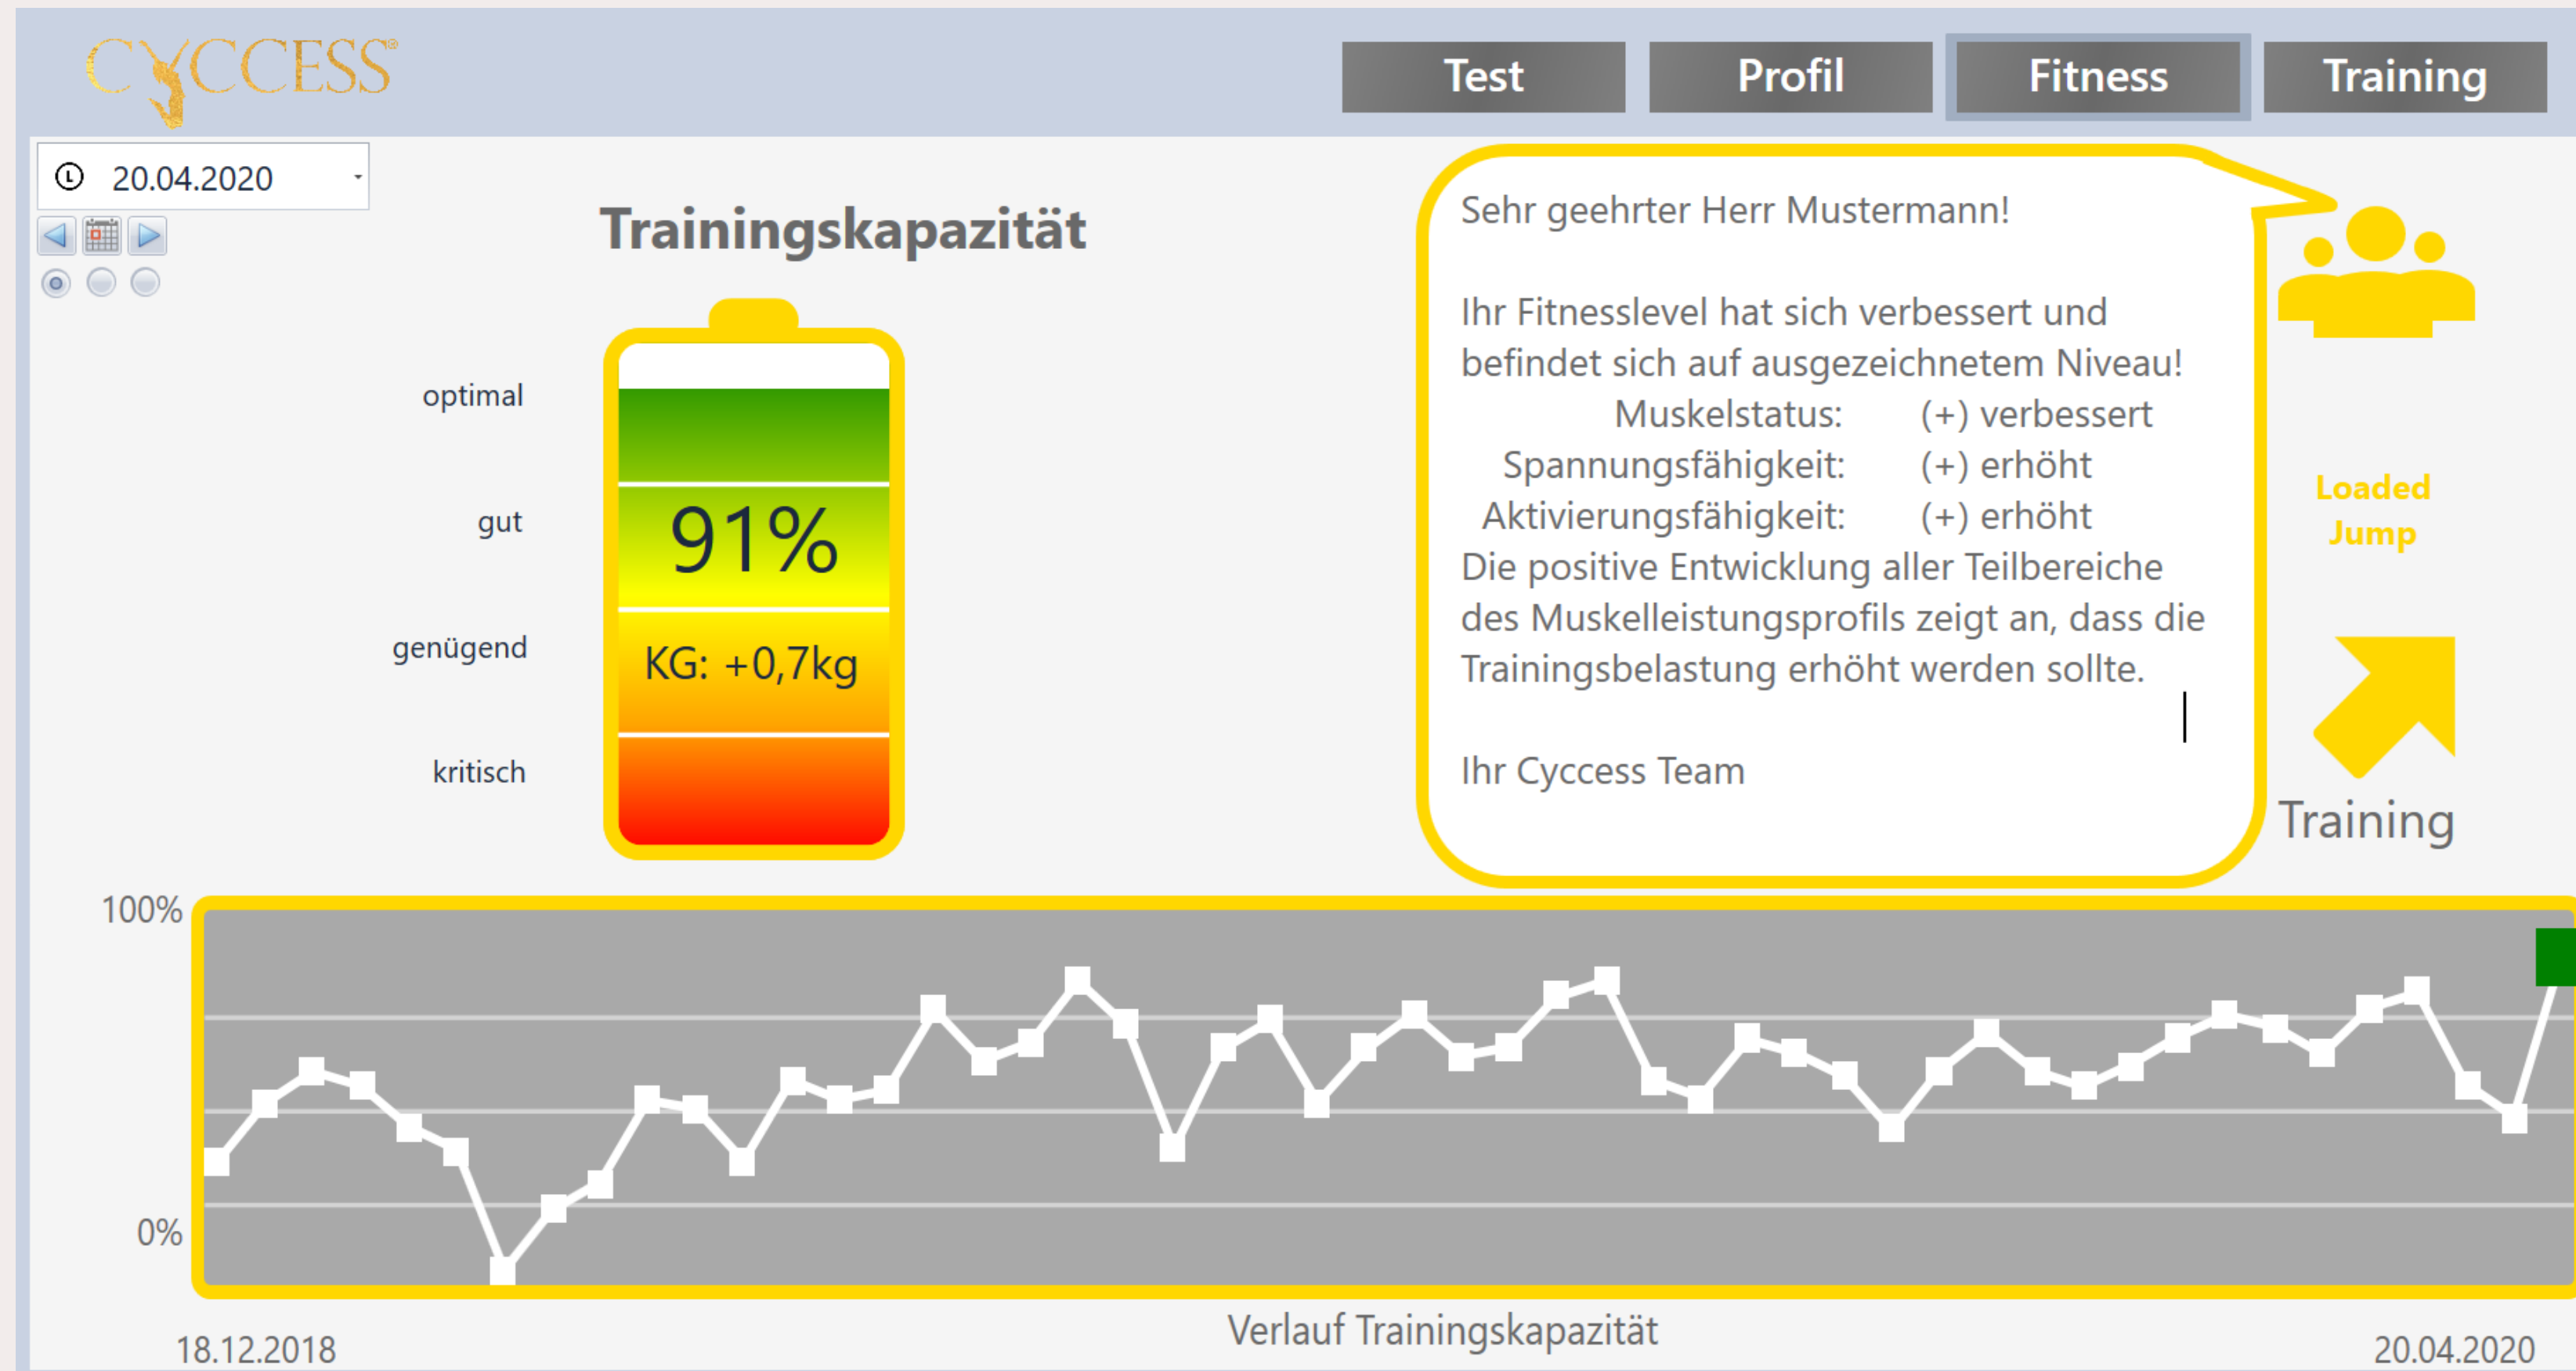 CYCCESS®
Test
Profil
Fitness
Training
20.04.2020
Trainingskapazität
optimal
gut
genügend
kritisch
91%
KG: +0,7kg
Sehr geehrter Herr Mustermann!
Ihr Fitnesslevel hat sich verbessert und
befindet sich auf ausgezeichnetem Niveau!
Muskelstatus: (+) verbessert
Spannungsfähigkeit: (+) erhöht
Aktivierungsfähigkeit: (+) erhöht
Die positive Entwicklung aller Teilbereiche
des Muskelleistungsprofils zeigt an, dass die
Trainingsbelastung erhöht werden sollte.
Ihr Cyccess Team
Loaded
Jump
Training
100%
0%
18.12.2018
Verlauf Trainingskapazität
20.04.2020